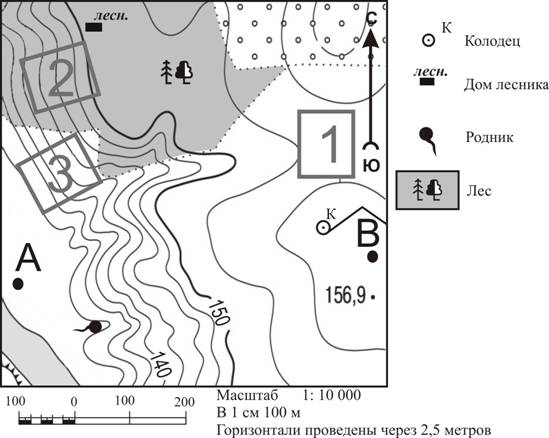 лесн.
С
2
1
3
Ю
К
А
В
156,9
150
140
К
Колодец
лесн.
Дом лесника
Родник
Лес
100 0 100 200
Масштаб 1: 10 000
В 1 см 100 м
Горизонтали проведены через 2,5 метров